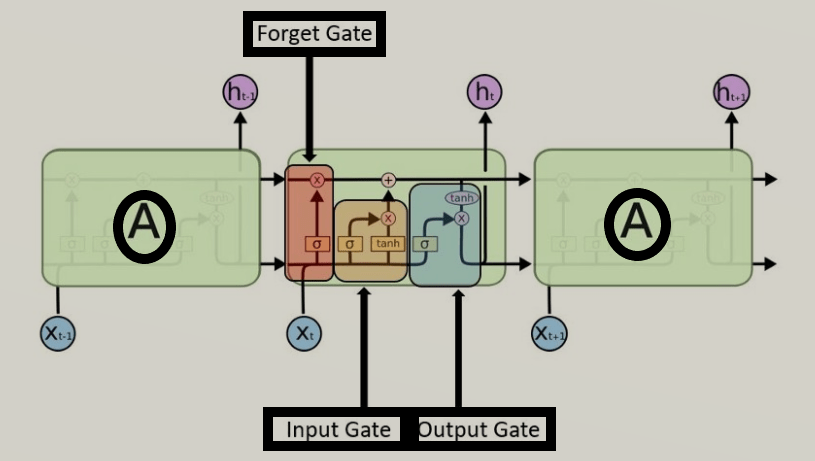 Forget Gate
h t-1
h t
h t+1
A
x
+
tanh
x
x
σ
σ
tanh
σ
A
X t-1
X t
X t+1
Input Gate
Output Gate